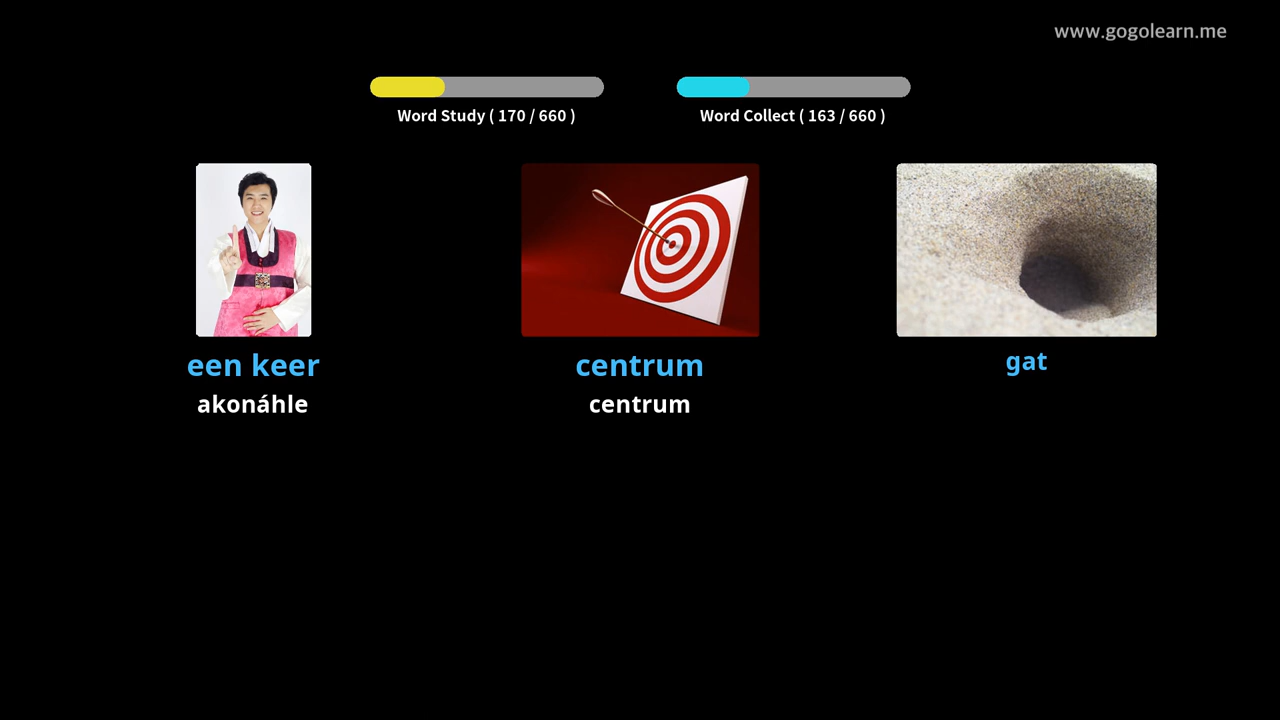 www.gogolearn.me
Word Study ( 170 / 660 )
Word Collect ( 163 / 660 )
een keer
akonáhle
centrum
centrum
gat